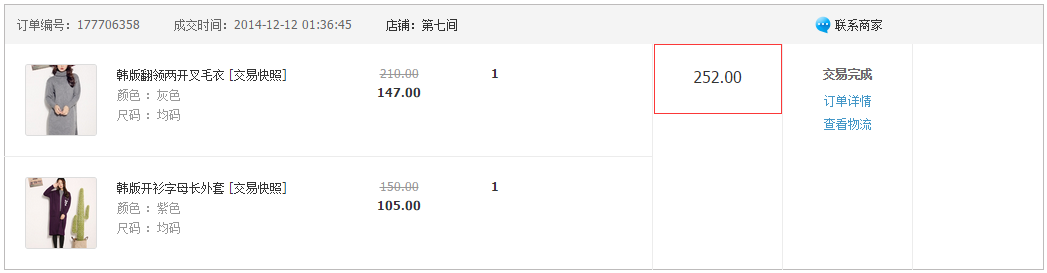 订单编号：177706358 成交时间：2014-12-12 01:36:45 店铺：第七间 联系商家
韩版翻领两开叉毛衣 [交易快照] 210.00 1 252.00 交易完成
颜色 ： 灰色 147.00 订单详情
尺码 ： 均码 查看物流
韩版开衫字母长外套 [交易快照] 150.00 1
颜色 ： 紫色 105.00
尺码 ： 均码